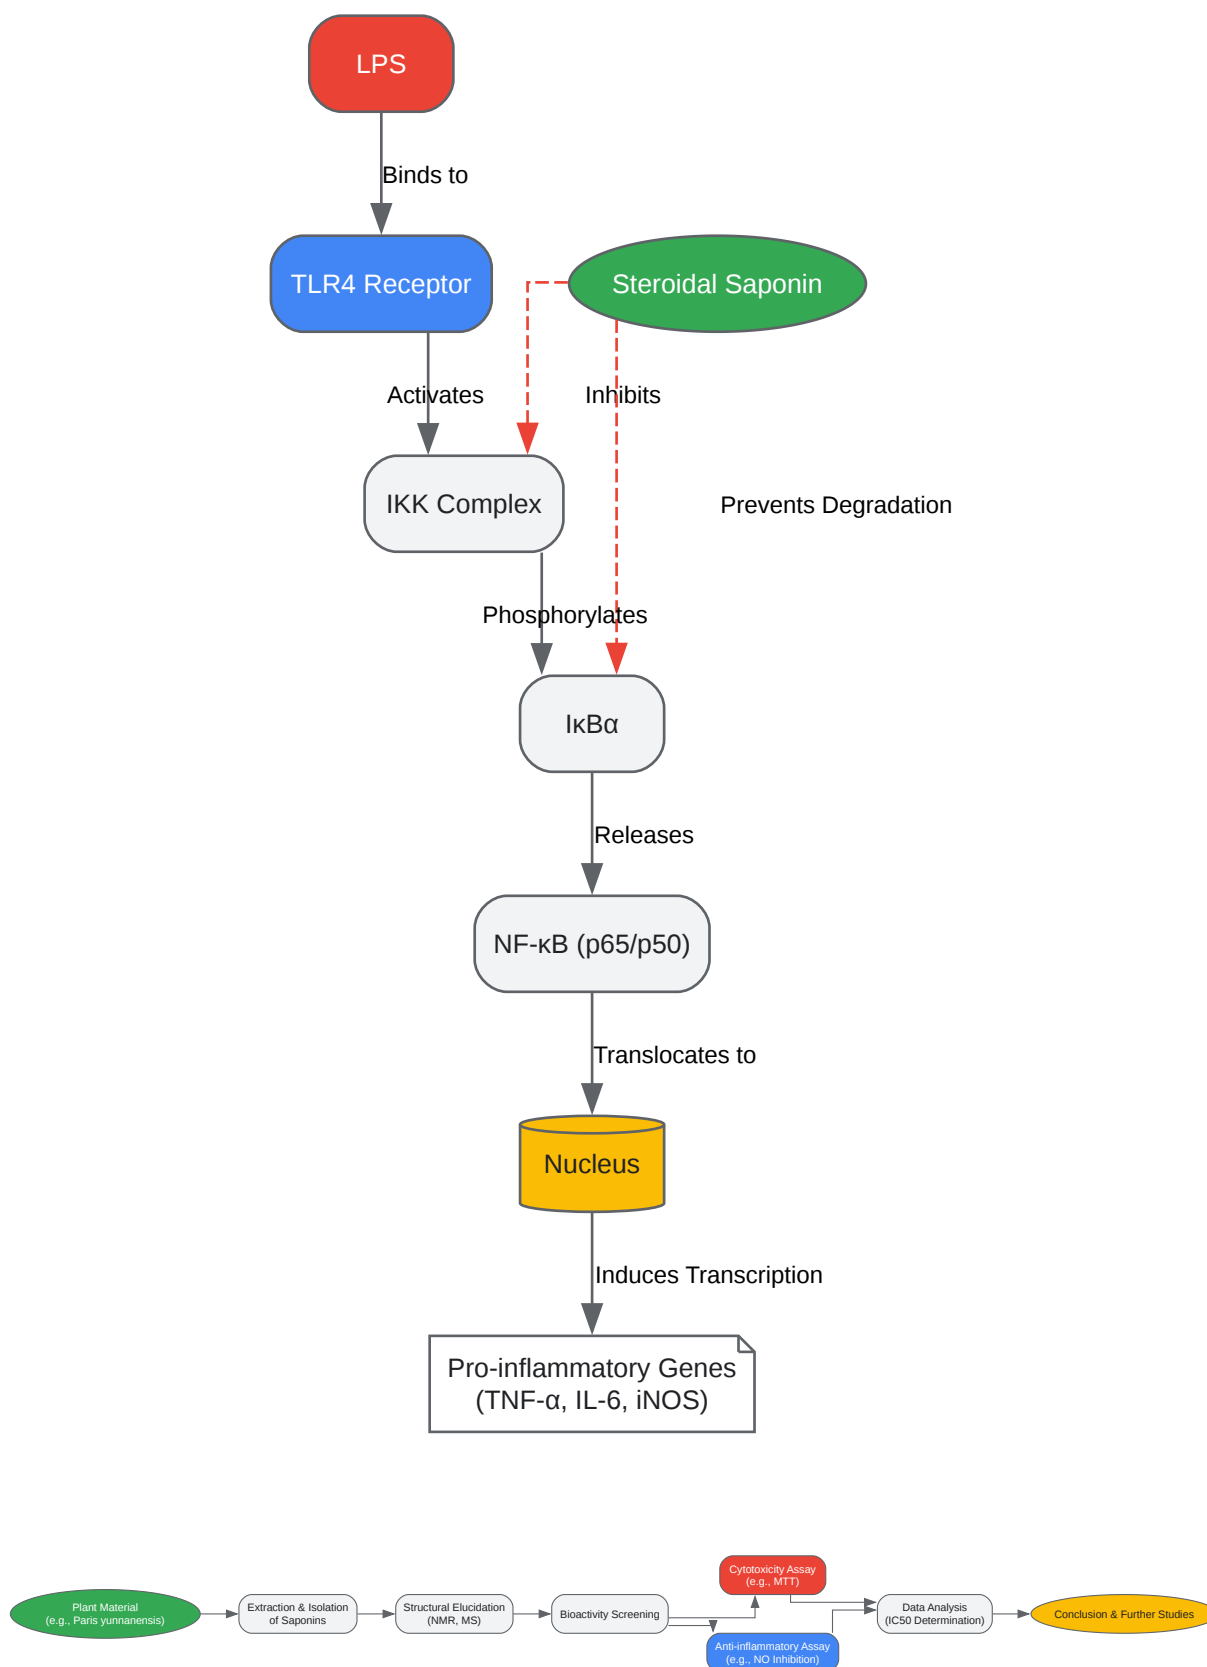 LPS
Binds to
TLR4 Receptor
Steroidal Saponin
Activates
Inhibits
IKK Complex
Prevents Degradation
Phosphorylates
IκBα
Releases
NF-κB (p65/p50)
Translocates to
Nucleus
Induces Transcription
Pro-inflammatory Genes
(TNF-α, IL-6, iNOS)
Plant Material
(e.g., Paris yunnanensis)
Extraction & Isolation
of Saponins
Structural Elucidation
(NMR, MS)
Bioactivity Screening
Cytotoxicity Assay
(e.g., MTT)
Anti-inflammatory Assay
(e.g., NO Inhibition)
Data Analysis
(IC50 Determination)
Conclusion & Further Studies